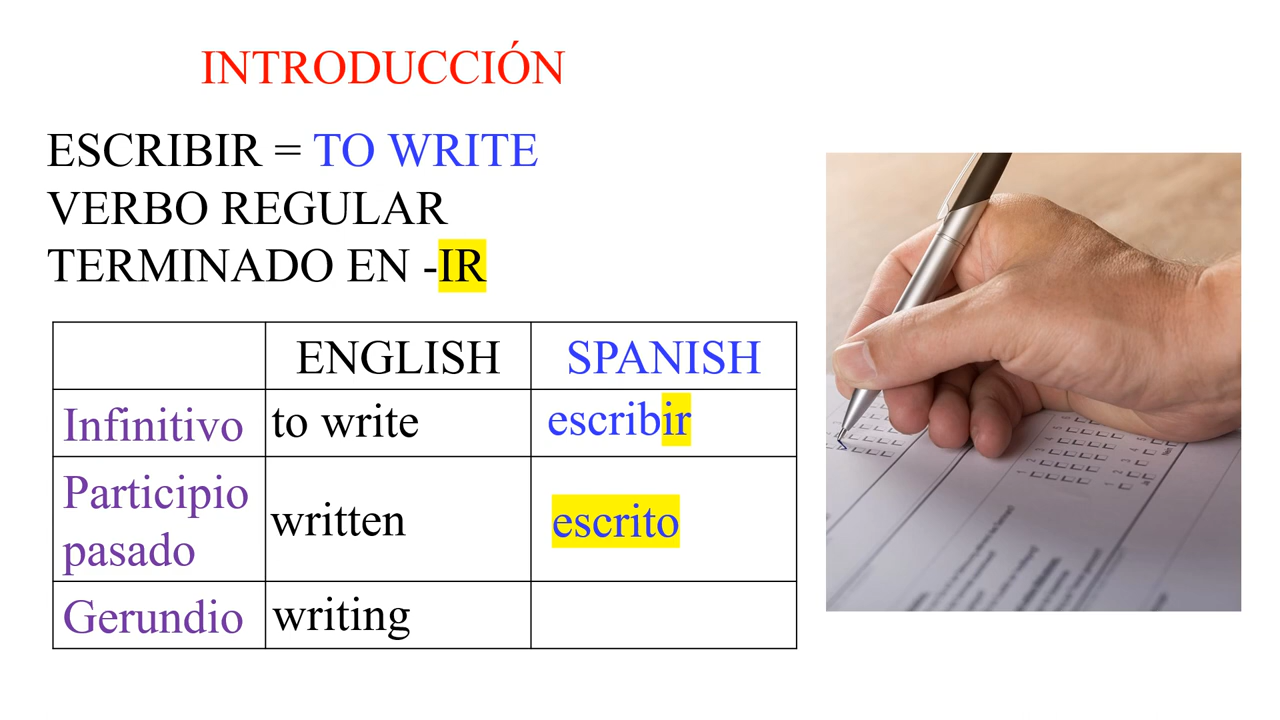 INTRODUCCIÓN
ESCRIBIR = TO WRITE
VERBO REGULAR
TERMINADO EN -IR
ENGLISH SPANISH
Infinitivo to write escribir
Participio
pasado written escrito
Gerundio writing